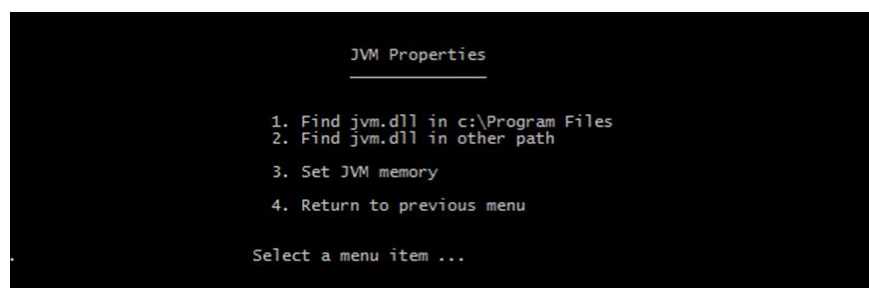 JVM Properties
1. Find jvm.dll in c:\Program Files
2. Find jvm.dll in other path
3. Set JVM memory
4. Return to previous menu
Select a menu item ...